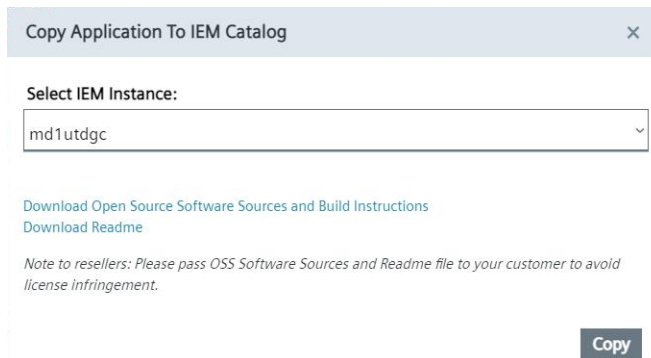 Copy Application To IEM Catalog
Select IEM Instance:
md1utdgc
Download Open Source Software Sources and Build Instructions
Download Readme
Note to resellers: Please pass OSS Software Sources and Readme file to your customer to avoid
license infringement.
Copy